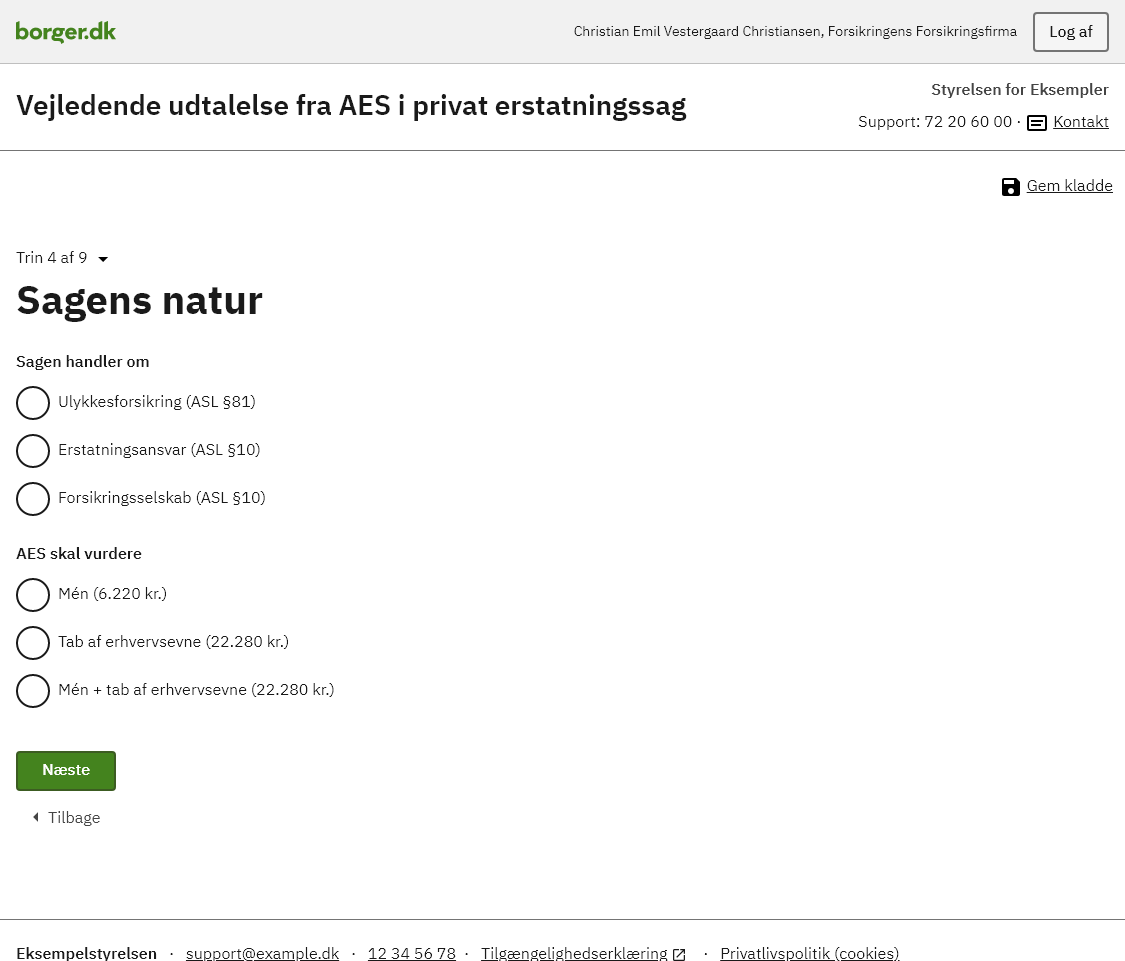 borger.dk
Christian Emil Vestergaard Christiansen, Forsikringens Forsikringsfirma
Log af
Vejledende udtalelse fra AES i privat erstatningssag
Styrelsen for Eksempler
Support: 72 20 60 00 · Kontakt
Gem kladde
Trin 4 af 9
Sagens natur
Sagen handler om
Ulykkesforsikring (ASL §81)
Erstatningsansvar (ASL §10)
Forsikringsselskab (ASL §10)
AES skal vurdere
Mén (6.220 kr.)
Tab af erhvervsevne (22.280 kr.)
Mén + tab af erhvervsevne (22.280 kr.)
Næste
Tilbage
Eksempelstyrelsen · support@example.dk · 12 34 56 78 · Tilgængelighedserklæring · Privatlivspolitik (cookies)